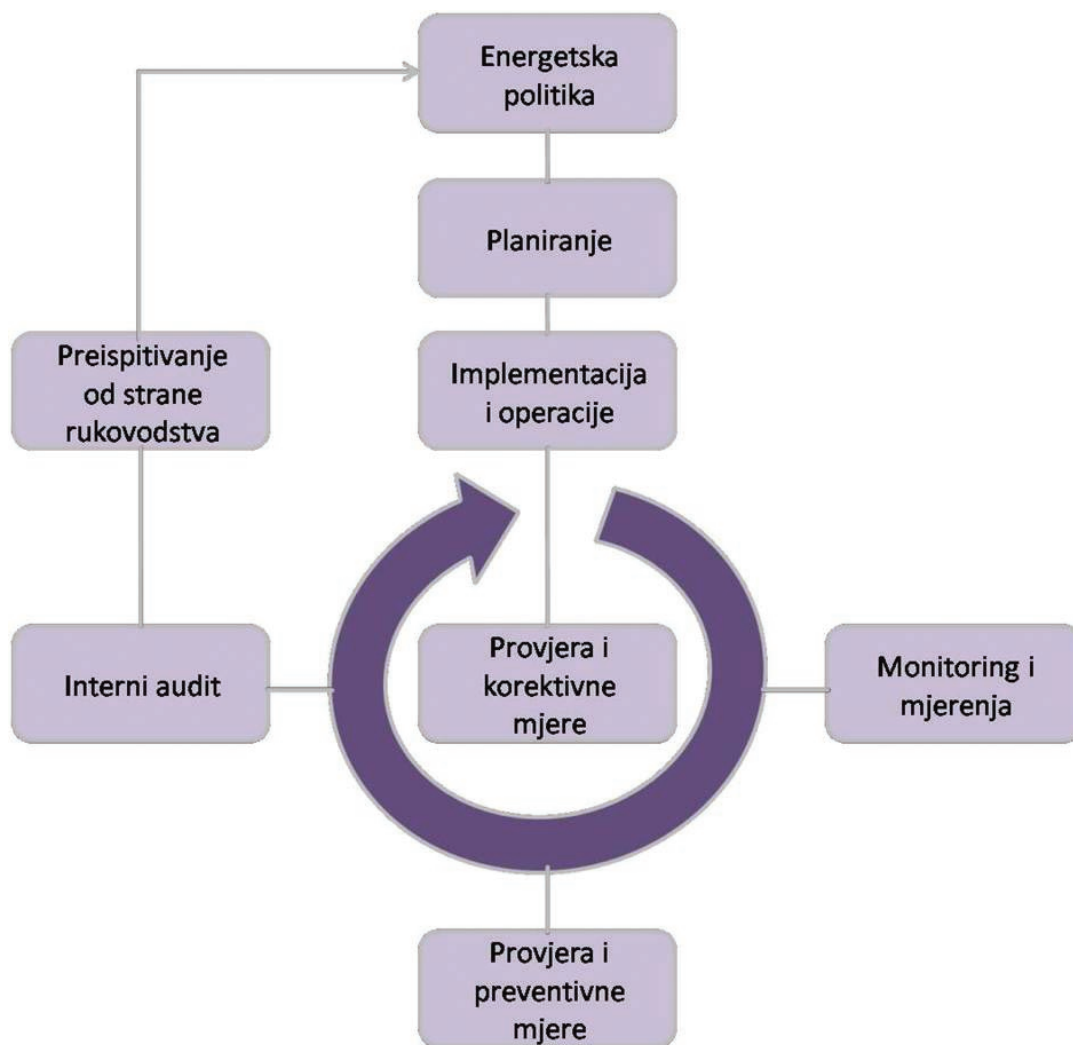 Energetska
politika
Planiranje
Preispitivanje
od strane
rukovodstva
Implementacija
i operacije
Interni audit
Provjera i
korektivne
mjere
Monitoring i
mjerenja
Provjera i
preventivne
mjere